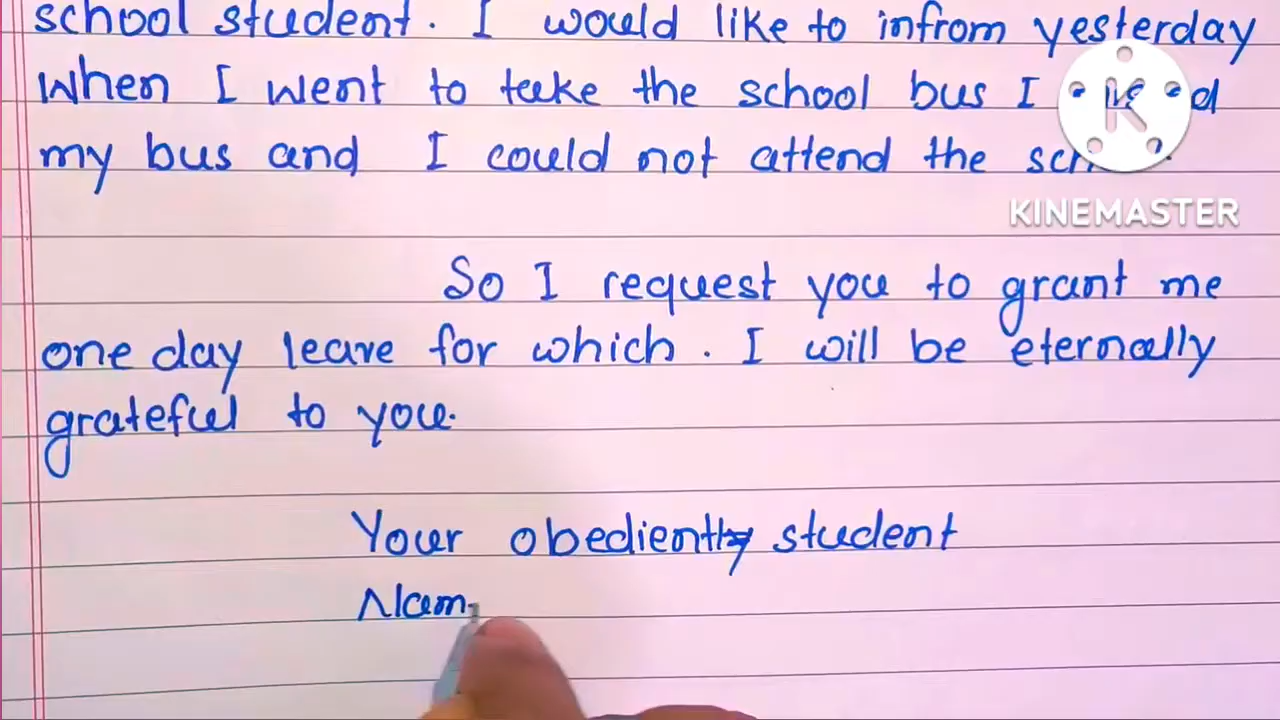 school student. I would like to infrom yesterday
when I went to take the school bus I
my bus and I could not attend the
KINEMASTER
So I request you to grant me
one day leave for which. I will be eternally
grateful to you.
Your obediently student
Nam